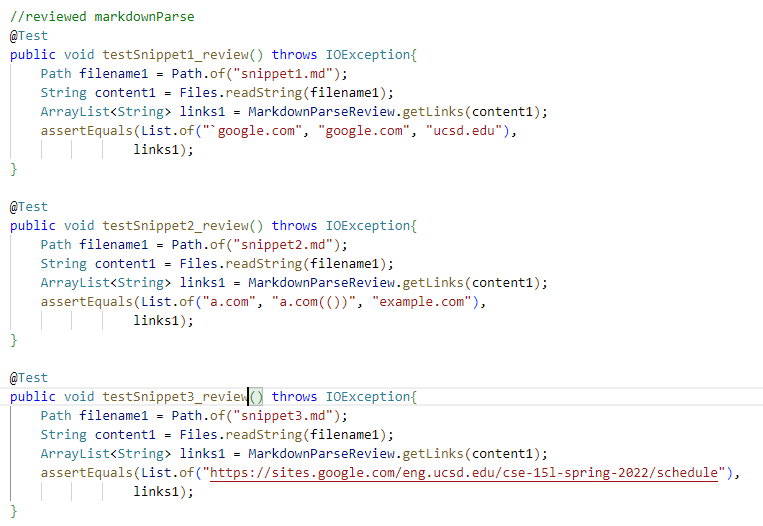 //reviewed markdownParse
@Test
public void testSnippet1_review() throws IOException{
    Path filename1 = Path.of("snippet1.md");
    String content1 = Files.readString(filename1);
    ArrayList<String> links1 = MarkdownParseReview.getLinks(content1);
    assertEquals(List.of("`google.com", "google.com", "ucsd.edu"),
                links1);
}

@Test
public void testSnippet2_review() throws IOException{
    Path filename1 = Path.of("snippet2.md");
    String content1 = Files.readString(filename1);
    ArrayList<String> links1 = MarkdownParseReview.getLinks(content1);
    assertEquals(List.of("a.com", "a.com(())", "example.com"),
                links1);
}

@Test
public void testSnippet3_review() throws IOException{
    Path filename1 = Path.of("snippet3.md");
    String content1 = Files.readString(filename1);
    ArrayList<String> links1 = MarkdownParseReview.getLinks(content1);
    assertEquals(List.of("https://sites.google.com/eng.ucsd.edu/cse-15l-spring-2022/schedule"),
                links1);
}